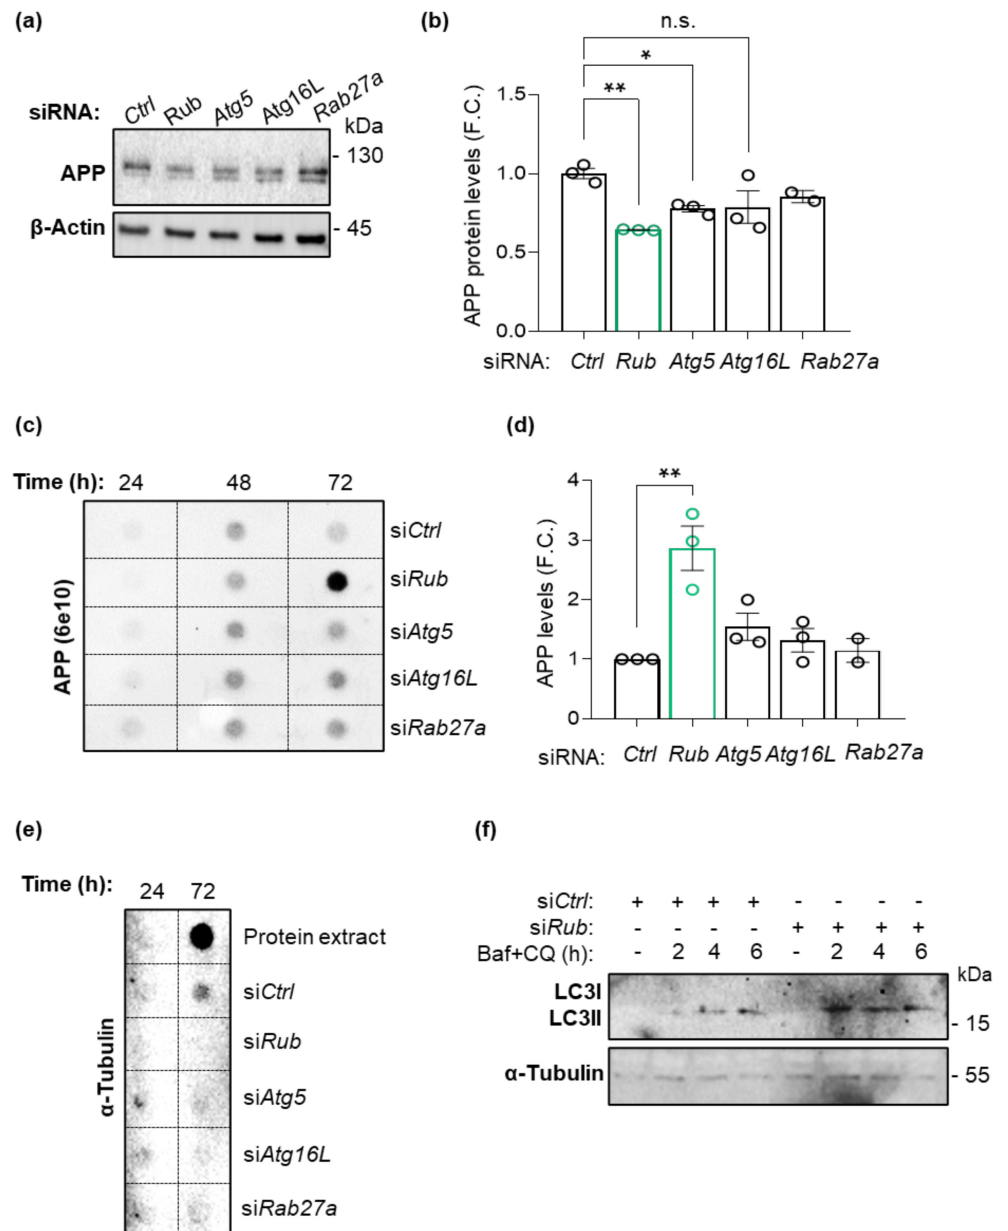 (a)
siRNA: Ctrl Rub Atg5 Atg16L Rab27a
kDa
APP
- 130
β-Actin
- 45
(b)
n.s.
*
**
APP protein levels (F.C.)
1.5
1.0
0.5
0.0
siRNA: Ctrl Rub Atg5 Atg16L Rab27a
(c)
Time (h): 24 48 72
APP (6e10)
siCtrl
siRub
siAtg5
siAtg16L
siRab27a
(d)
**
APP levels (F.C.)
4
3
2
1
0
siRNA: Ctrl Rub Atg5 Atg16L Rab27a
(e)
Time (h): 24 72
α-Tubulin
Protein extract
siCtrl
siRub
siAtg5
siAtg16L
siRab27a
(f)
siCtrl: + + + + - - - -
siRub: - - - - + + + +
Baf+CQ (h) - 2 4 6 - 2 4 6
kDa
LC3I
LC3II
- 15
α-Tubulin
- 55